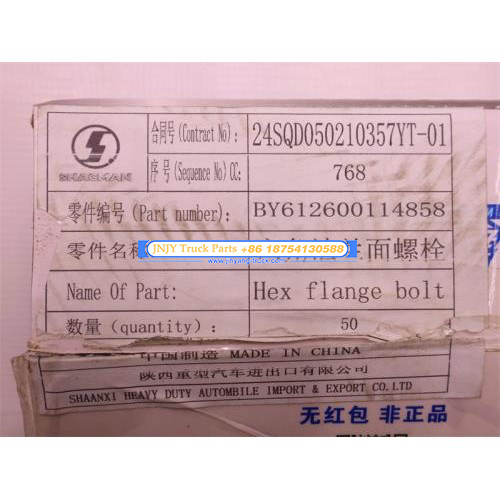 合同号(Contract No): 24SQD050210357YT-01
序号(Sequence No)CC: 768
SHACMAN
零件编号(Part number): BY612600114858
零件名称 面螺栓
INJY Truck Parts +86 18754130588
Name Of Part: Hex flange bolt
数量(quantity): 50
中国制造 MADE IN CHINA
陕西重型汽车进出口有限公司
SHAANXI HEAVY DUTY AUTOMBILE IMPORT & EXPORT CO,.LTD
无红包 非正品